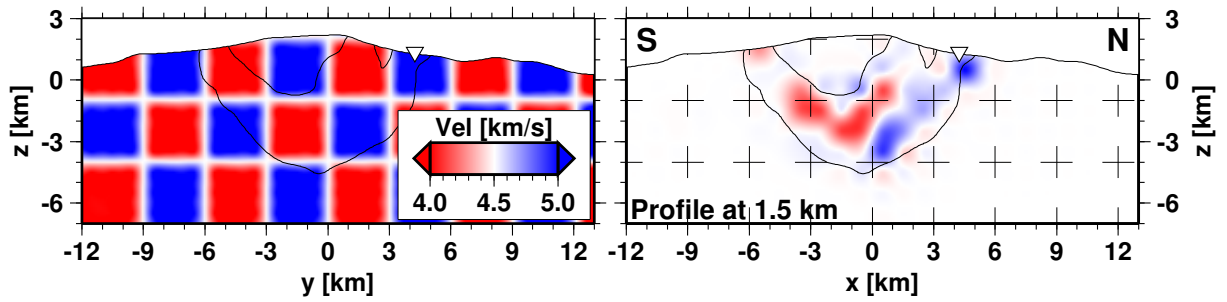 3
0
-3
-6
z [km]
-12 -9 -6 -3 0 3 6 9 12
y [km]
Vel [km/s]
4.0 4.5 5.0
S N
Profile at 1.5 km
-12 -9 -6 -3 0 3 6 9 12
x [km]
3
0
-3
-6
z [km]